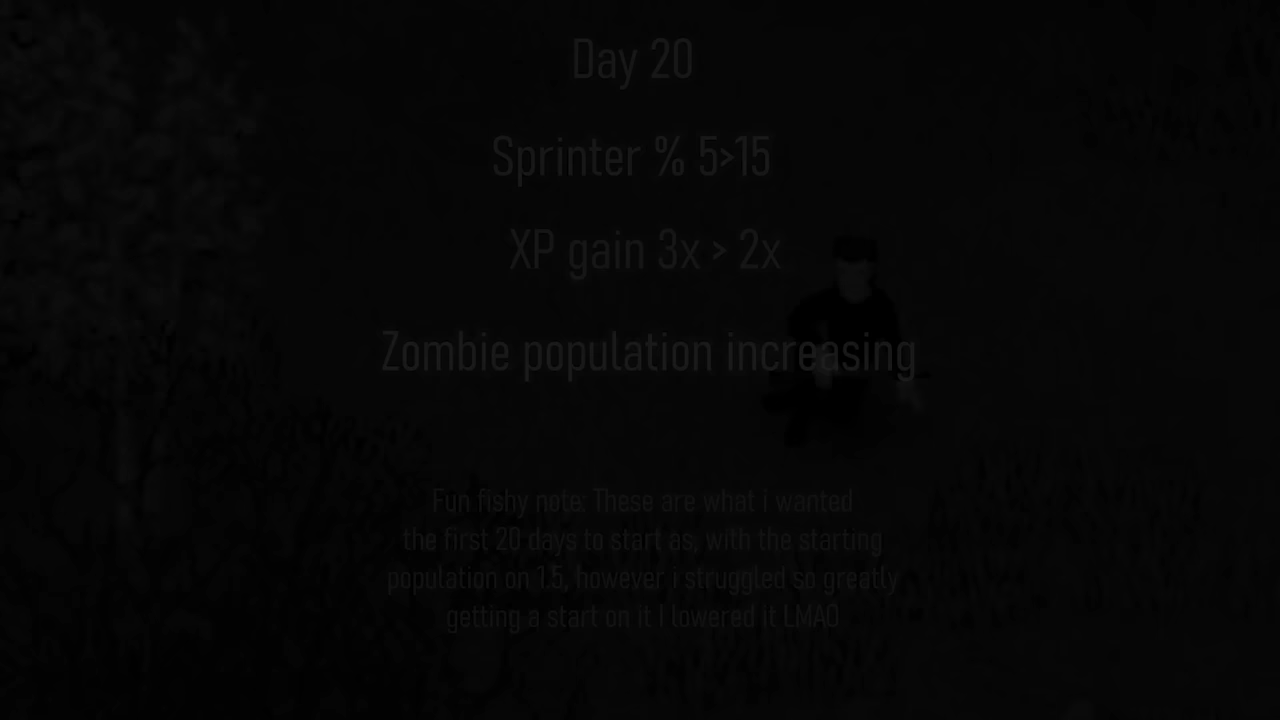 Day 20
Sprinter % 5>15
XP gain 3x > 2x
Zombie population increasing
Fun fishy note: These are what i wanted
the first 20 days to start as, with the starting
population on 1.5, however i struggled so greatly
getting a start on it I lowered it LMAO